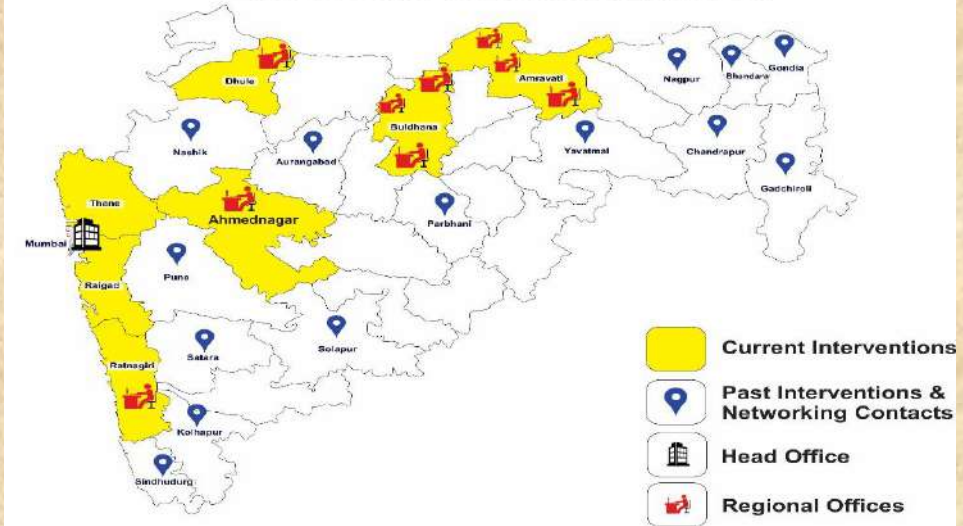 Nagpur
Bhandara
Gondia
Dhule
Amravati
Buldhana
Nashik
Aurangabad
Yavatmal
Chandrapur
Gadchiroli
Thane
Ahmednagar
Parbhani
Mumbai
Pune
Raigad
Solapur
Satara
Ratnagiri
Kolhapur
Sindhudurg
Current Interventions
Past Interventions &
Networking Contacts
Head Office
Regional Offices